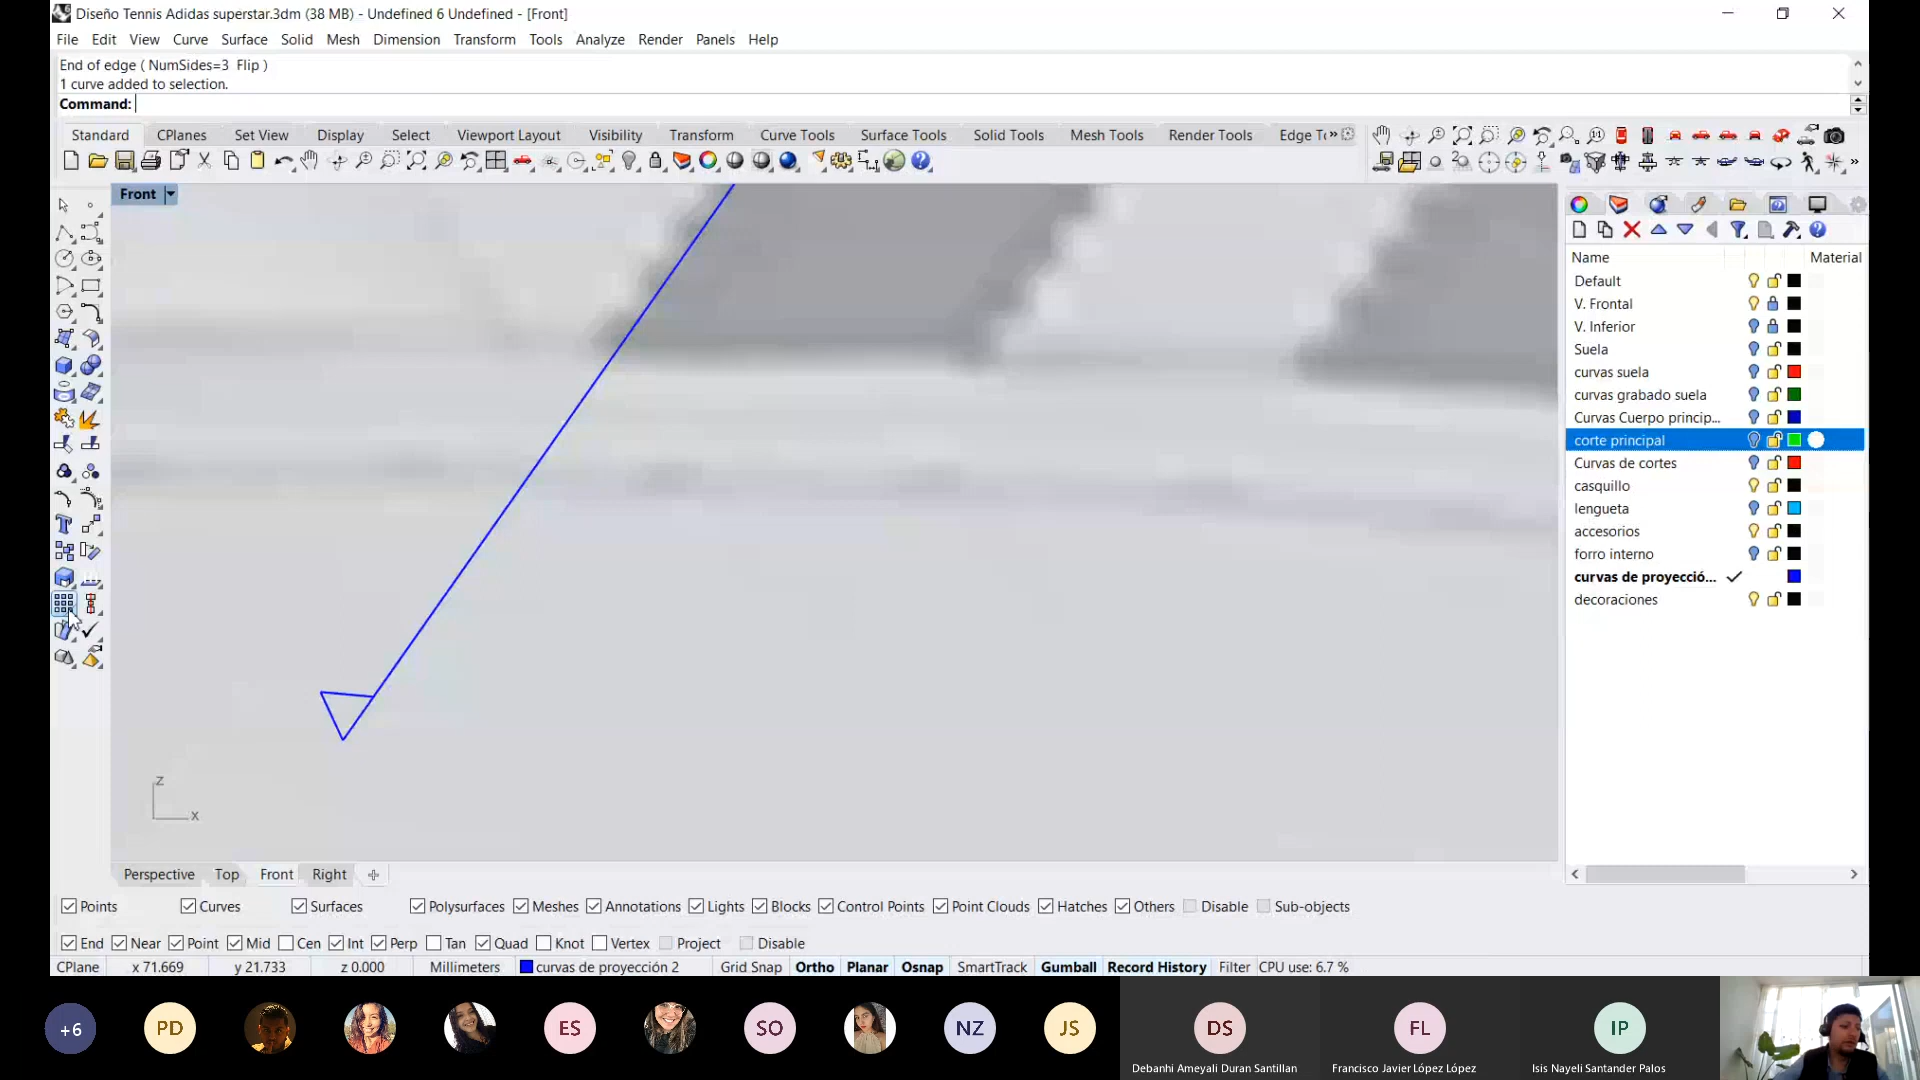 Diseño Tennis Adidas superstar.3dm (38 MB) - Undefined 6 Undefined - [Front]
File Edit View Curve Surface Solid Mesh Dimension Transform Tools Analyze Render Panels Help
End of edge ( NumSides=3 Flip )
1 curve added to selection.
Command:
Standard CPlanes Set View Display Select Viewport Layout Visibility Transform Curve Tools Surface Tools Solid Tools Mesh Tools Render Tools Edge To
Front
Name Material
Default
V. Frontal
V. Inferior
Suela
curvas suela
curvas grabado suela
Curvas Cuerpo princip...
corte principal
Curvas de cortes
casquillo
lengueta
accesorios
forro interno
curvas de proyecció...
decoraciones
z
x
Perspective Top Front Right
Points Curves Surfaces Polysurfaces Meshes Annotations Lights Blocks Control Points Point Clouds Hatches Others Disable Sub-objects
End Near Point Mid Cen Int Perp Tan Quad Knot Vertex Project Disable
CPlane x 71.669 y 21.733 z 0.000 Millimeters curvas de proyección 2 Grid Snap Ortho Planar Osnap SmartTrack Gumball Record History Filter CPU use: 6.7 %
+6 PD ES SO NZ JS DS FL IP
Debanhi Ameyali Duran Santillan Francisco Javier López López Isis Nayeli Santander Palos